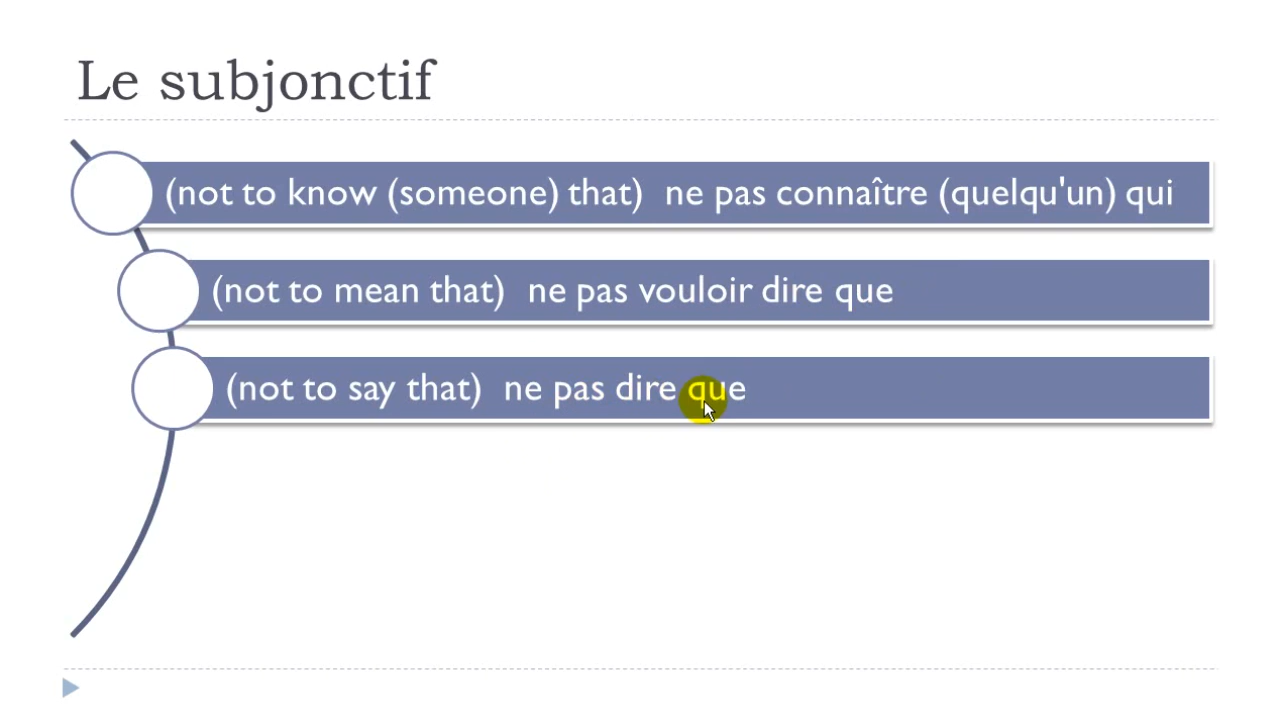 Le subjonctif
(not to know (someone) that)  ne pas connaître (quelqu'un) qui
(not to mean that)  ne pas vouloir dire que
(not to say that)  ne pas dire que